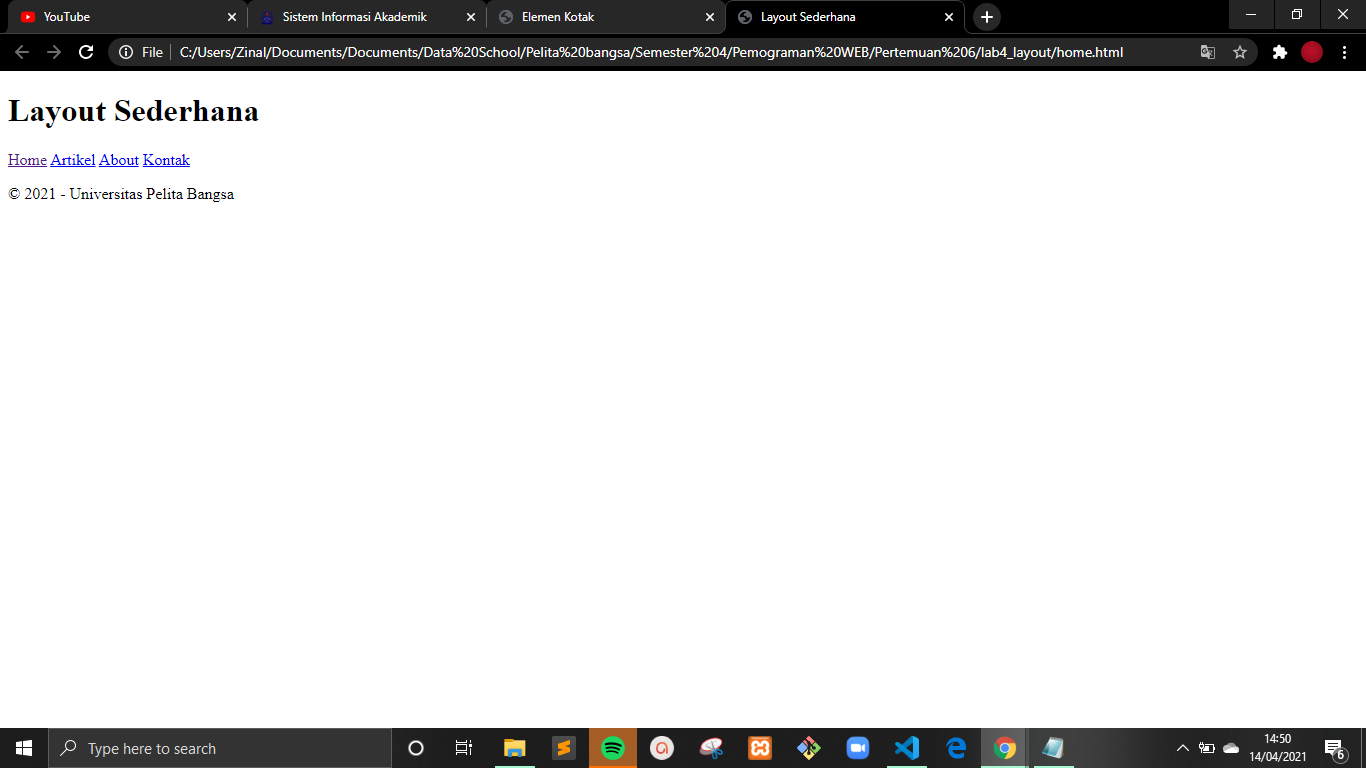 YouTube
Sistem Informasi Akademik
Elemen Kotak
Layout Sederhana
File
C:/Users/Zinal/Documents/Documents/Data%20School/Pelita%20bangsa/Semester%204/Pemograman%20WEB/Pertemuan%206/lab4_layout/home.html
Layout Sederhana
Home Artikel About Kontak
© 2021 - Universitas Pelita Bangsa
Type here to search
14:50
14/04/2021
6